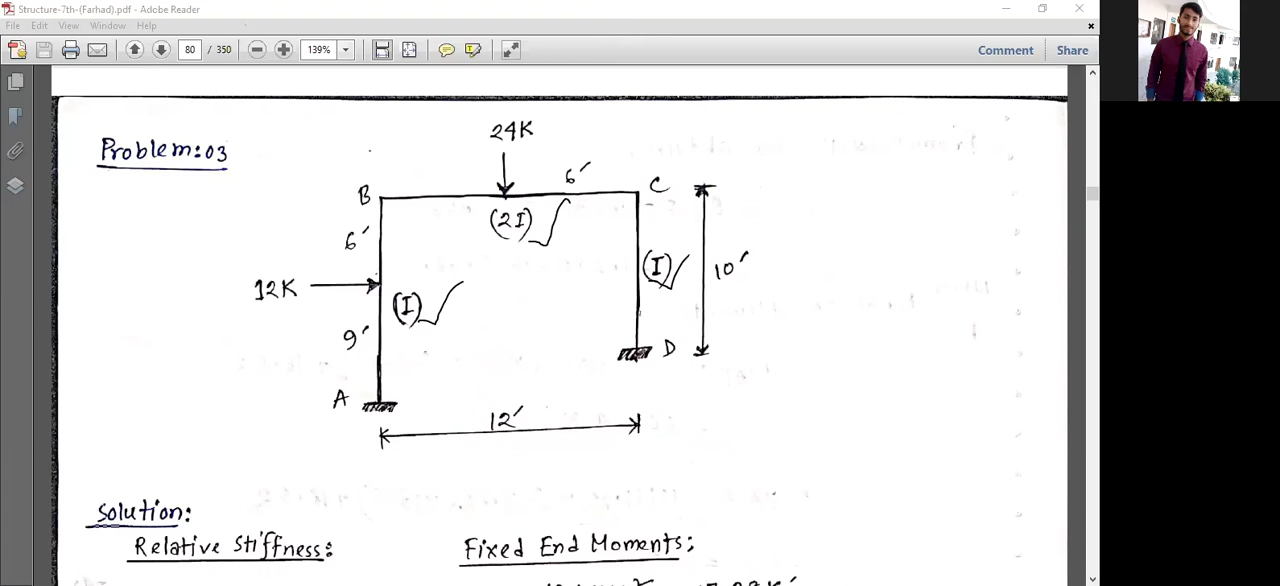 Structure-7th-(Farhad).pdf - Adobe Reader
File Edit View Window Help
80 / 350 139% Comment Share
Problem:03
24K
B 6′ C
(2I)
6′
12K (I) (I) 10′
9′
D
A
12′
Solution:
Relative Stiffness: Fixed End Moments: